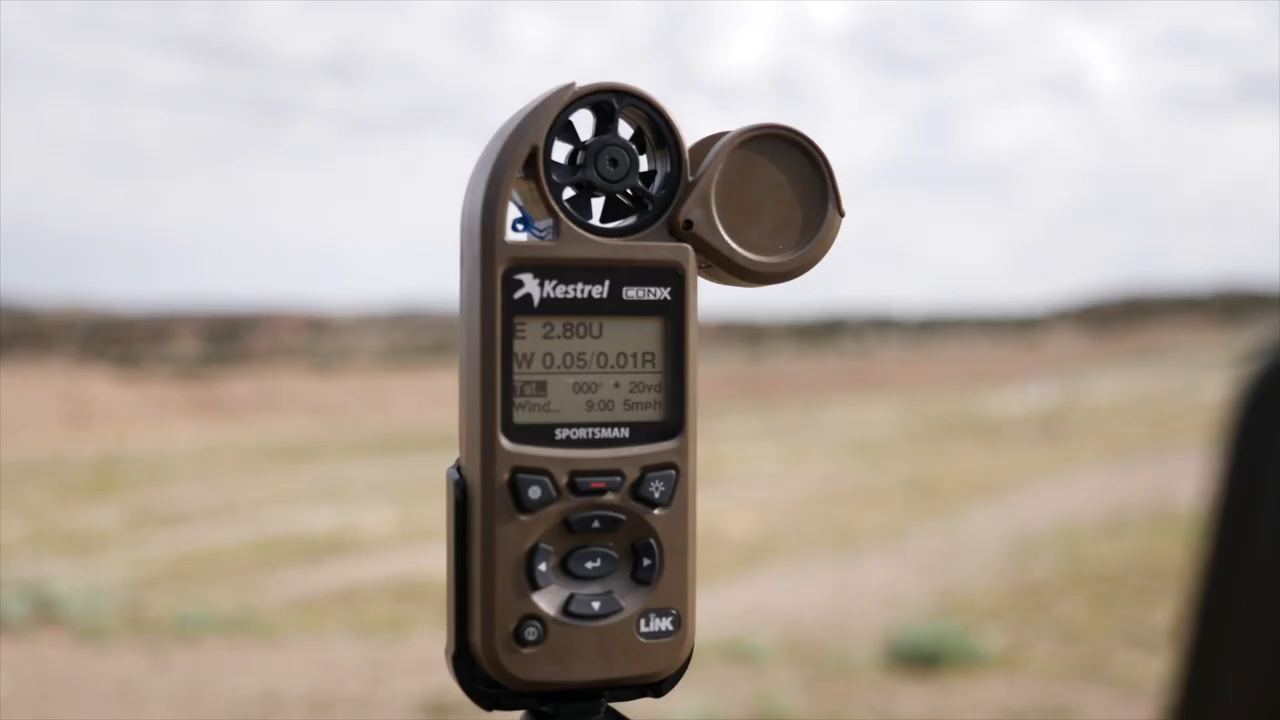 Kestrel CONX
E 2.80U
W 0.05/0.01R
Tgt... 000° * 20yd
Wind... 9:00 5mph
SPORTSMAN
LiNK